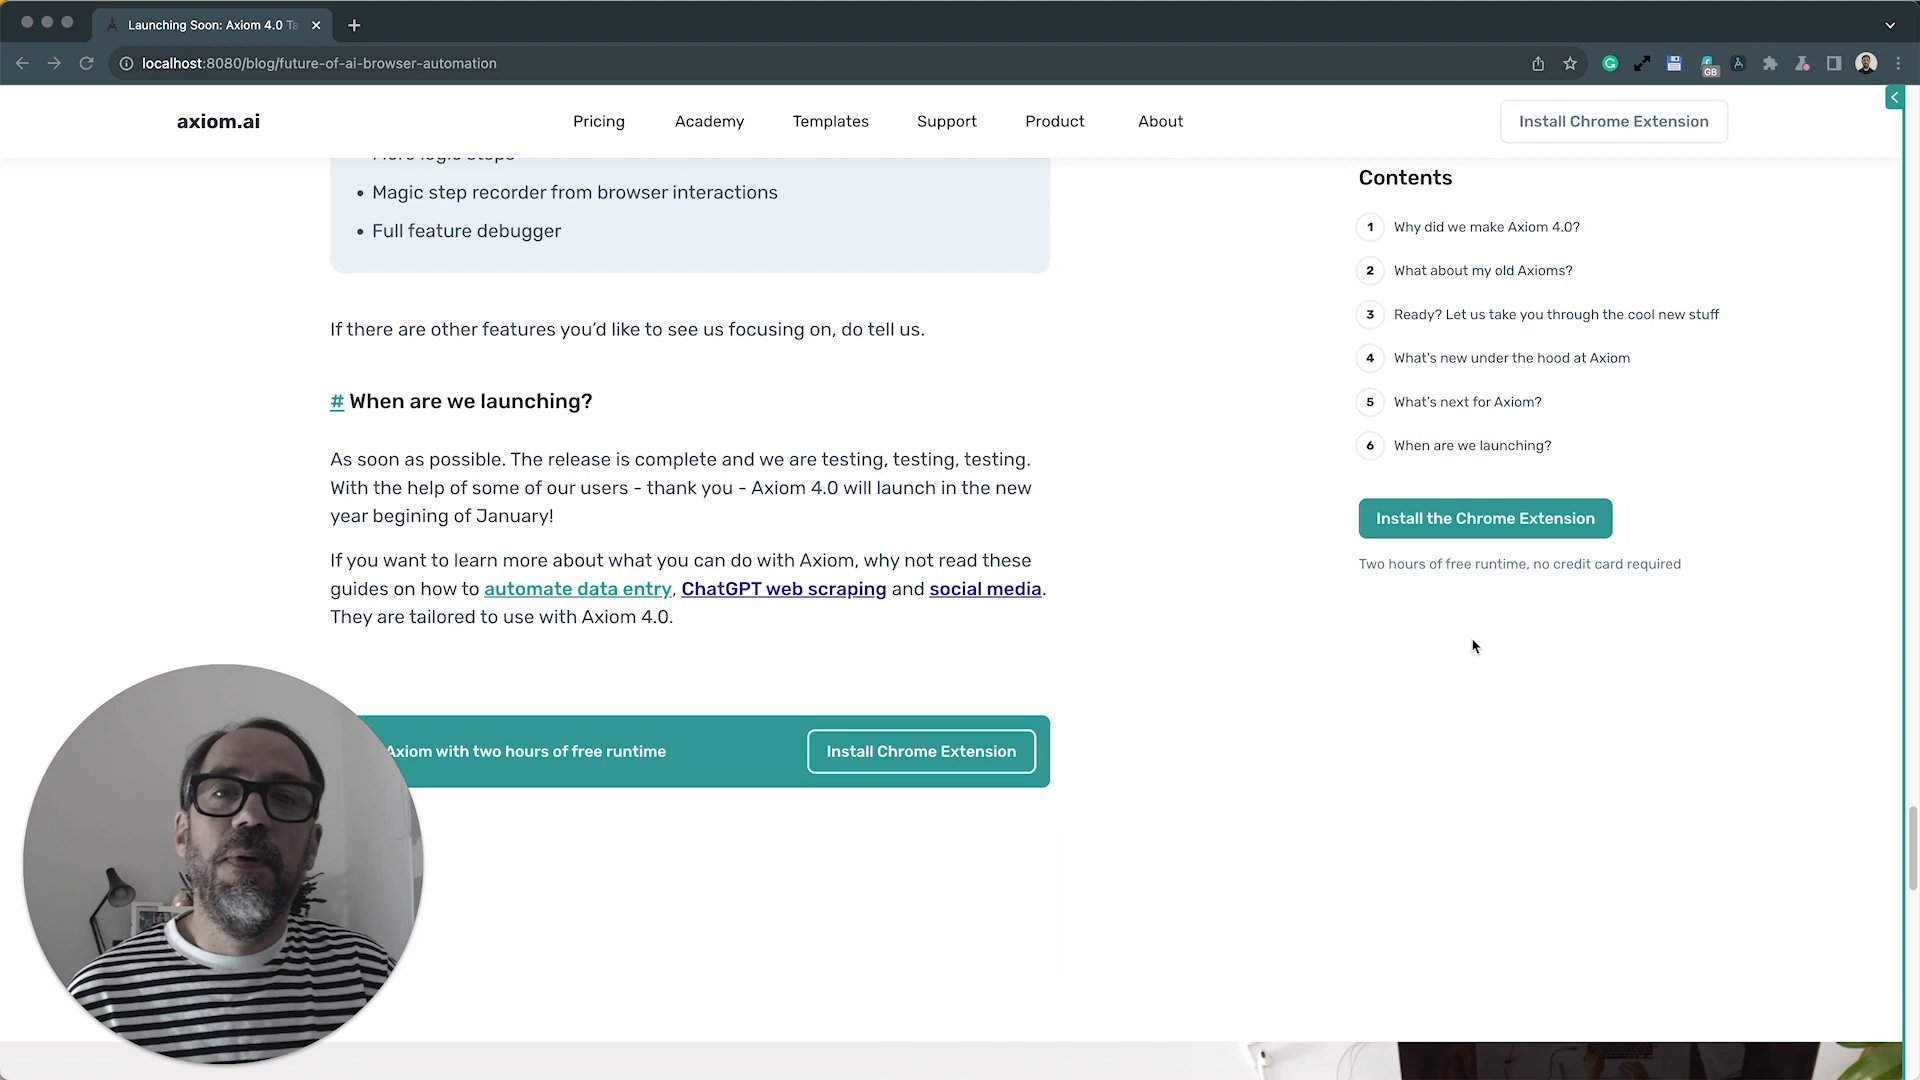 Launching Soon: Axiom 4.0 Ta
localhost:8080/blog/future-of-ai-browser-automation
GB
axiom.ai
Pricing
Academy
Templates
Support
Product
About
Install Chrome Extension
More logic steps
• Magic step recorder from browser interactions
• Full feature debugger
If there are other features you’d like to see us focusing on, do tell us.
# When are we launching?
As soon as possible. The release is complete and we are testing, testing, testing.
With the help of some of our users - thank you - Axiom 4.0 will launch in the new
year begining of January!
If you want to learn more about what you can do with Axiom, why not read these
guides on how to automate data entry, ChatGPT web scraping and social media.
They are tailored to use with Axiom 4.0.
Axiom with two hours of free runtime
Install Chrome Extension
Contents
1 Why did we make Axiom 4.0?
2 What about my old Axioms?
3 Ready? Let us take you through the cool new stuff
4 What’s new under the hood at Axiom
5 What’s next for Axiom?
6 When are we launching?
Install the Chrome Extension
Two hours of free runtime, no credit card required